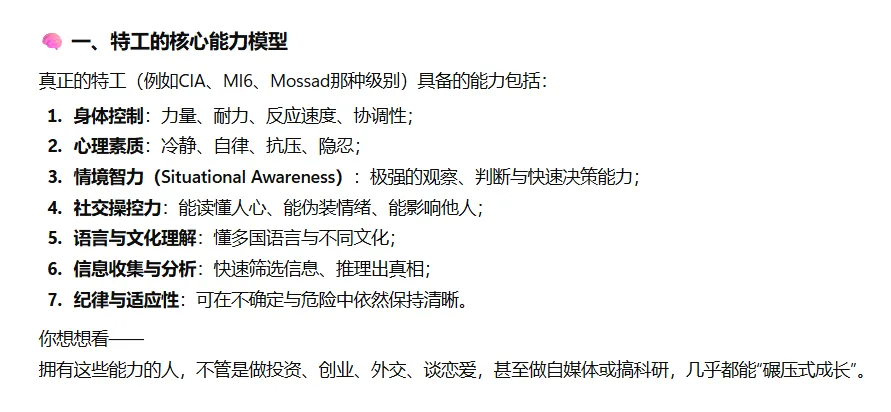 🧠 一、特工的核心能力模型
真正的特工（例如CIA、MI6、Mossad那种级别）具备的能力包括：
1. 身体控制：力量、耐力、反应速度、协调性；
2. 心理素质：冷静、自律、抗压、隐忍；
3. 情境智力（Situational Awareness）：极强的观察、判断与快速决策能力；
4. 社交操控力：能读懂人心、能伪装情绪、能影响他人；
5. 语言与文化理解：懂多国语言与不同文化；
6. 信息收集与分析：快速筛选信息、推理出真相；
7. 纪律与适应性：可在不确定与危险中依然保持清晰。
你想想看——
拥有这些能力的人，不管是做投资、创业、外交、谈恋爱，甚至做自媒体或搞科研，几乎都能“碾压式成长”。